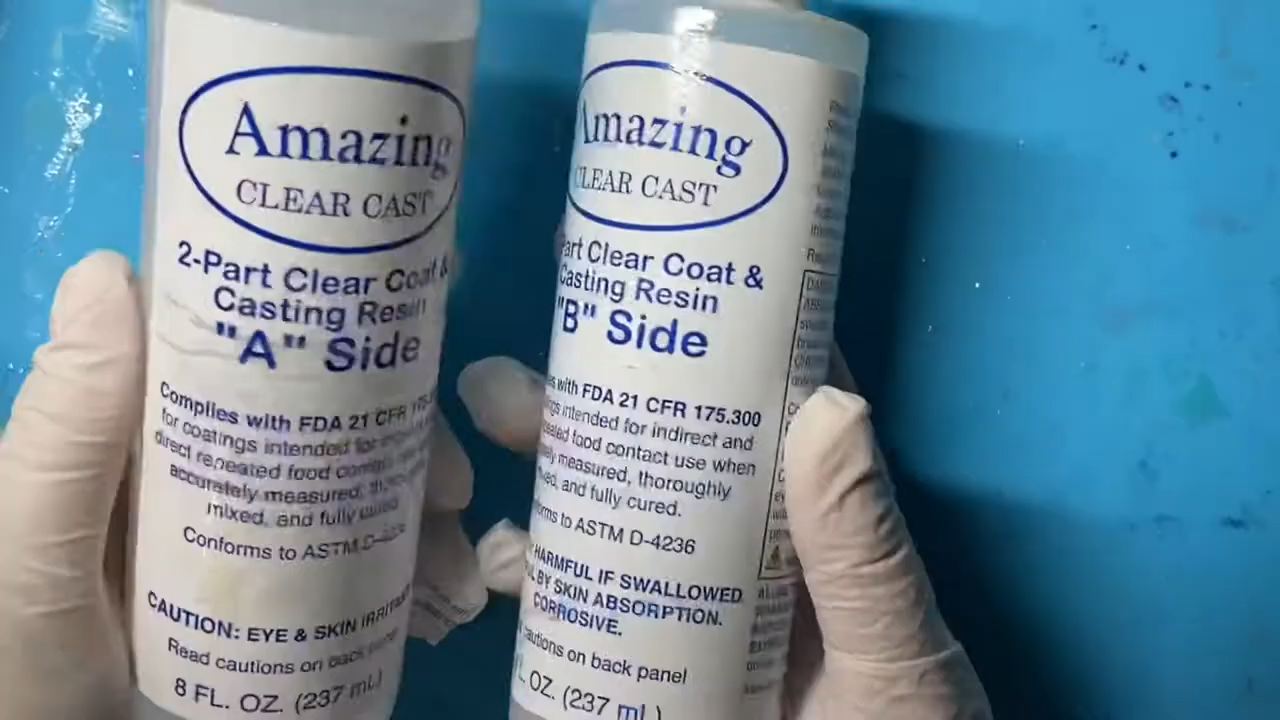 Amazing
CLEAR CAST
2-Part Clear Coat &
Casting Resin
"A" Side
Complies with FDA 21 CFR
for coatings intended for
direct repeated food
accurately measured,
mixed, and fully cured
Conforms to ASTM
CAUTION: EYE & SKIN
Read cautions on back
8 FL. OZ. (237 mL)
Amazing
CLEAR CAST
Part Clear Coat &
Casting Resin
"B" Side
with FDA 21 CFR 175.300
intended for indirect and
food contact use when
measured, thoroughly
and fully cured.
to ASTM D-4236
HARMFUL IF SWALLOWED
BY SKIN ABSORPTION.
CORROSIVE.
cautions on back panel
OZ. (237 mL)